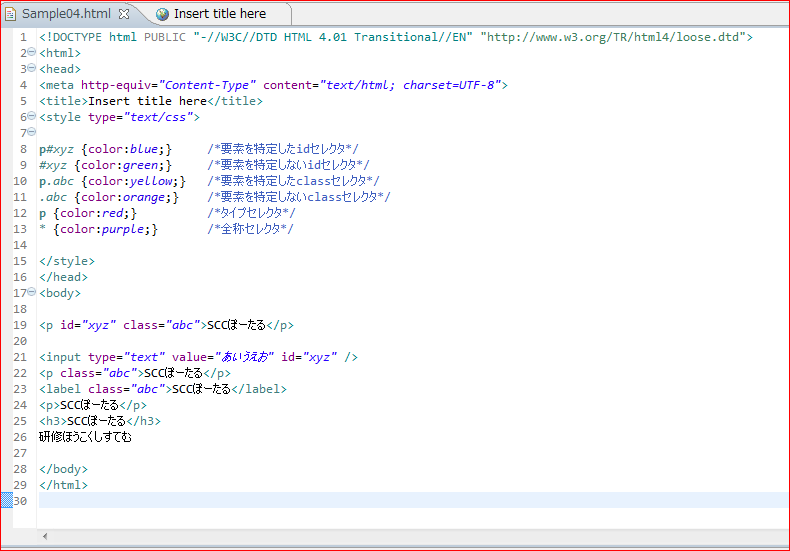 Sample04.html Insert title here
1 <!DOCTYPE html PUBLIC "-//W3C//DTD HTML 4.01 Transitional//EN" "http://www.w3.org/TR/html4/loose.dtd">
2 <html>
3 <head>
4 <meta http-equiv="Content-Type" content="text/html; charset=UTF-8">
5 <title>Insert title here</title>
6 <style type="text/css">
7
8 p#xyz {color:blue;} /*要素を特定したidセレクタ*/
9 #xyz {color:green;} /*要素を特定しないidセレクタ*/
10 p.abc {color:yellow;} /*要素を特定したclassセレクタ*/
11 .abc {color:orange;} /*要素を特定しないclassセレクタ*/
12 p {color:red;} /*タイプセレクタ*/
13 * {color:purple;} /*全称セレクタ*/
14
15 </style>
16 </head>
17 <body>
18
19 <p id="xyz" class="abc">SCCぽーたる</p>
20
21 <input type="text" value="あいうえお" id="xyz" />
22 <p class="abc">SCCぽーたる</p>
23 <label class="abc">SCCぽーたる</label>
24 <p>SCCぽーたる</p>
25 <h3>SCCぽーたる</h3>
26 研修ほうこくしすてむ
27
28 </body>
29 </html>
30